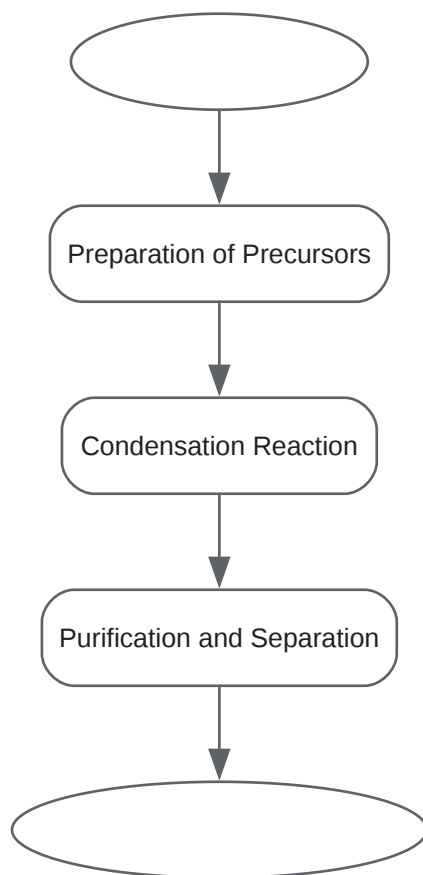 Preparation of Precursors
Condensation Reaction
Purification and Separation